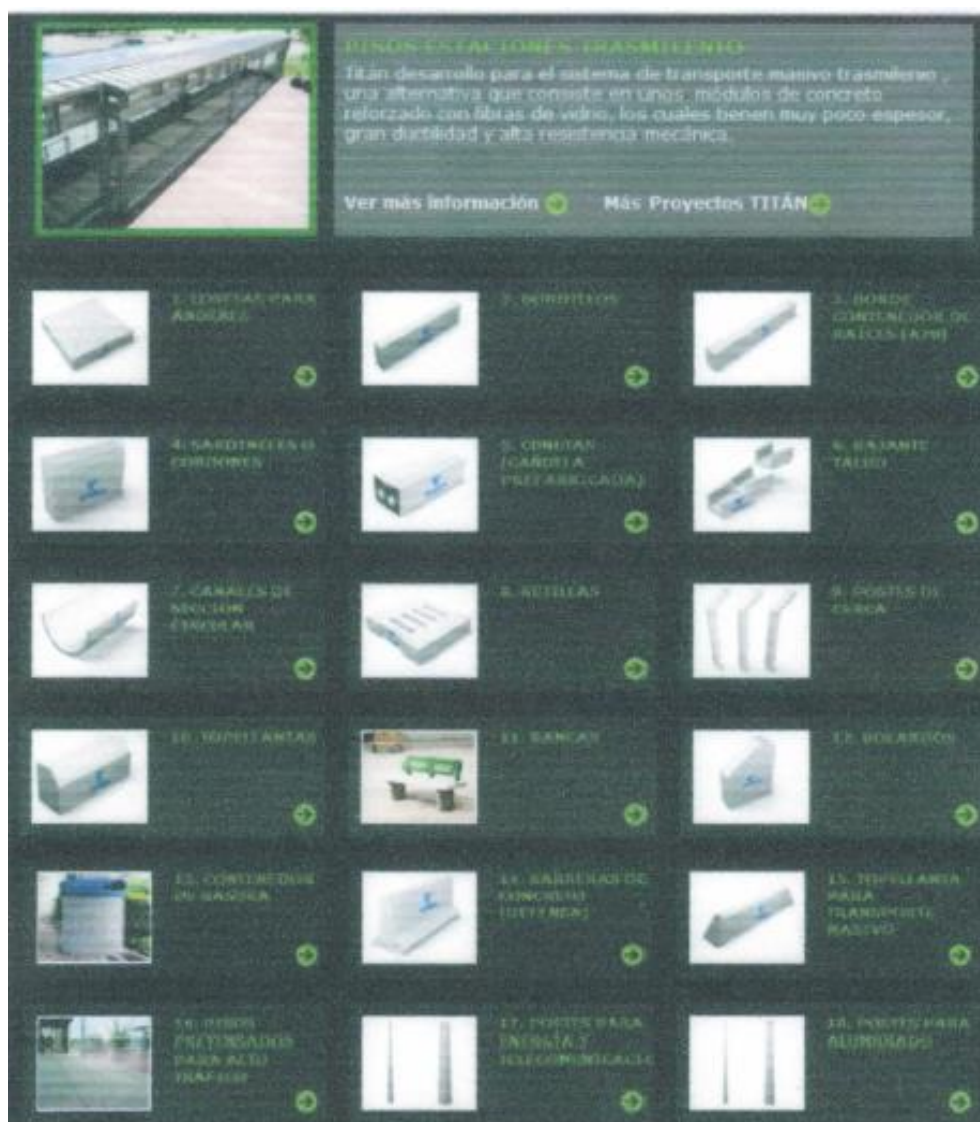 PISOS ESTACIONES TRASMILENIO
Titán desarrollo para el sistema de transporte masivo trasmilenio ,
una alternativa que consiste en unos, módulos de concreto
reforzado con fibras de vidrio, los cuales tienen muy poco espesor,
gran ductilidad y alta resistencia mecánica.
Ver más información
Más Proyectos TITÁN
1. LOSETAS PARA
ANDENES
2. BORDILLOS
3. BORDE
CONTENEDOR DE
RAÍCES
4. SARDINELES O
CORDONES
5. CUNETAS
(CAÑUELA
PREFABRICADA)
6. BAJANTE
TALUD
7. CANALES DE
SECCIÓN
CIRCULAR
8. REJILLAS
9. POSTES DE
CERCA
10. TOPELLANTAS
11. BANCAS
12. BOLARDOS
13. CONTENEDOR
DE BASURA
14. BARRERAS DE
CONCRETO
(DEFENSA)
15. TOPELLANTA
PARA
TRANSPORTE
MASIVO
16. PISOS
PRETENSADOS
PARA ALTO
TRAFICO
17. POSTES PARA
ENERGÍA Y
TELECOMUNICACIO
18. POSTES PARA
ALUMBRADO